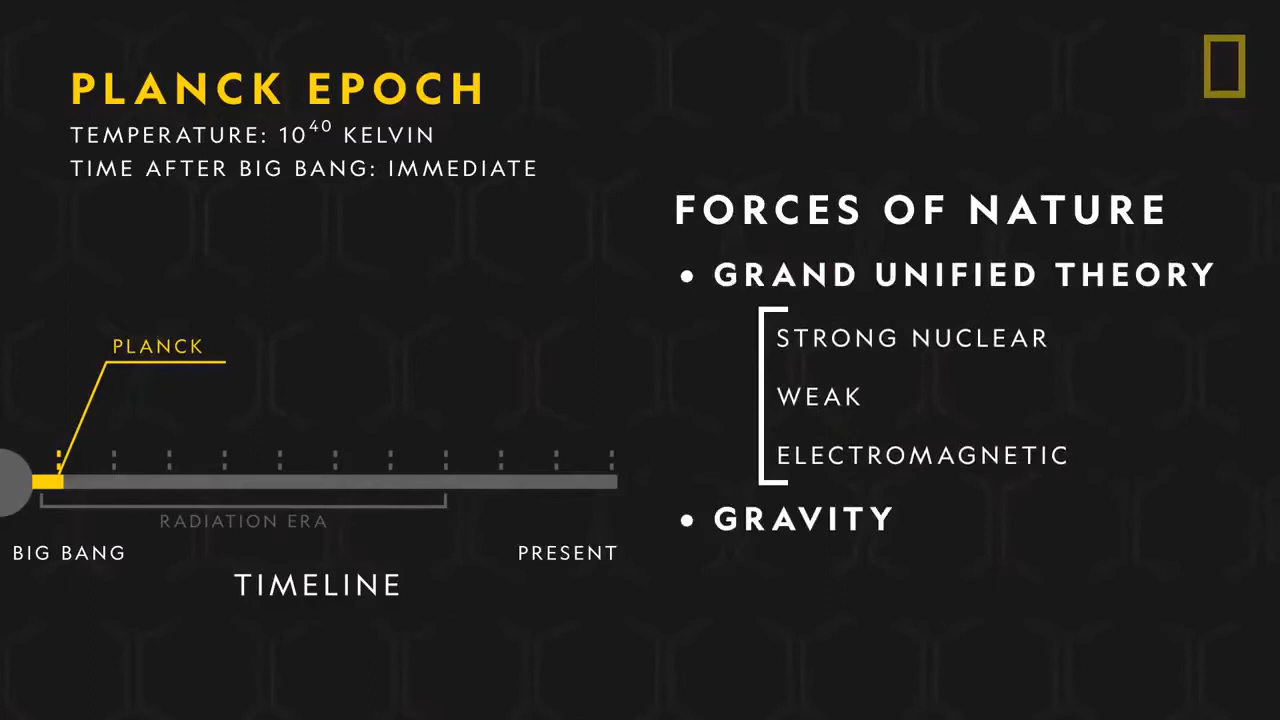 PLANCK EPOCH
TEMPERATURE: 10⁴⁰ KELVIN
TIME AFTER BIG BANG: IMMEDIATE
PLANCK
RADIATION ERA
BIG BANG
PRESENT
TIMELINE
FORCES OF NATURE
• GRAND UNIFIED THEORY
STRONG NUCLEAR
WEAK
ELECTROMAGNETIC
• GRAVITY